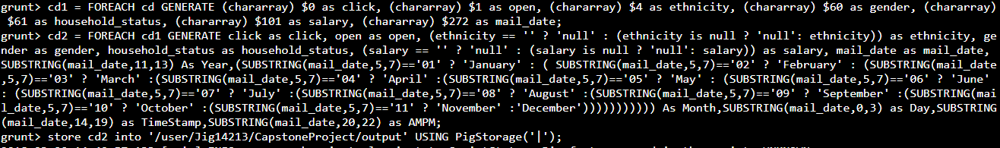 grunt> cd1 = FOREACH cd GENERATE (chararray) $0 as click, (chararray) $1 as open, (chararray) $4 as ethnicity, (chararray) $60 as gender, (chararray)
 $61 as household_status, (chararray) $101 as salary, (chararray) $272 as mail_date;
grunt> cd2 = FOREACH cd1 GENERATE click as click, open as open, (ethnicity == '' ? 'null' : (ethnicity is null ? 'null': ethnicity)) as ethnicity, ge
nder as gender, household_status as household_status, (salary == '' ? 'null' : (salary is null ? 'null': salary)) as salary, mail_date as mail_date,
SUBSTRING(mail_date,11,13) As Year,(SUBSTRING(mail_date,5,7)=='01' ? 'January' : ( SUBSTRING(mail_date,5,7)=='02' ? 'February' : (SUBSTRING(mail_date
,5,7)=='03' ? 'March' :(SUBSTRING(mail_date,5,7)=='04' ? 'April' :(SUBSTRING(mail_date,5,7)=='05' ? 'May' : (SUBSTRING(mail_date,5,7)=='06' ? 'June'
: (SUBSTRING(mail_date,5,7)=='07' ? 'July' :(SUBSTRING(mail_date,5,7)=='08' ? 'August' :(SUBSTRING(mail_date,5,7)=='09' ? 'September' :(SUBSTRING(mai
l_date,5,7)=='10' ? 'October' :(SUBSTRING(mail_date,5,7)=='11' ? 'November' :'December'))))))))))) As Month,SUBSTRING(mail_date,0,3) as Day,SUBSTRING
(mail_date,14,19) as TimeStamp,SUBSTRING(mail_date,20,22) as AMPM;
grunt> store cd2 into '/user/Jig14213/CapstoneProject/output' USING PigStorage('|');